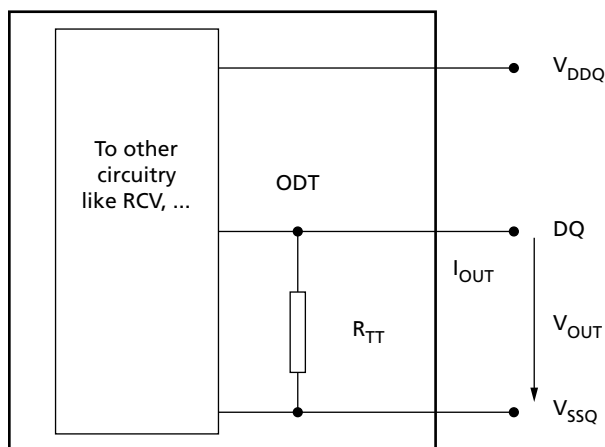 V_DDQ
To other
circuitry
like RCV, ...
ODT
DQ
I_OUT
R_TT
V_OUT
V_SSQ